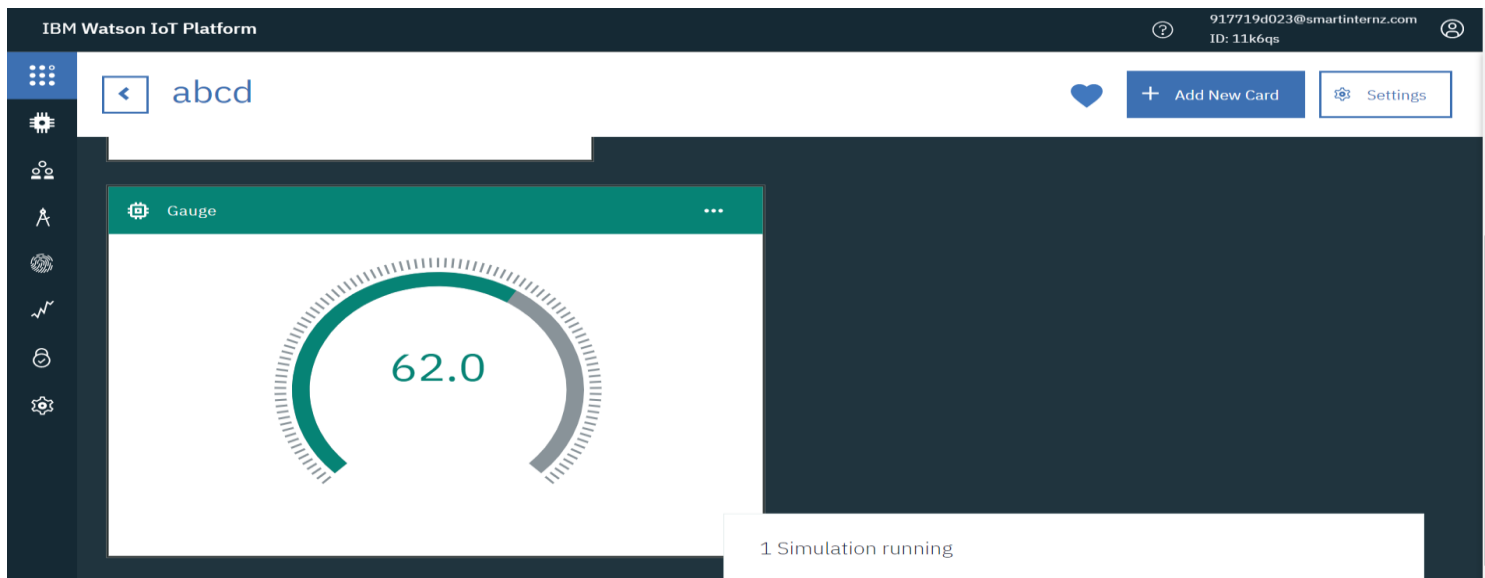 IBM Watson IoT Platform
917719d023@smartinternz.com
ID: 11k6qs
abcd
Add New Card
Settings
Gauge
62.0
1 Simulation running